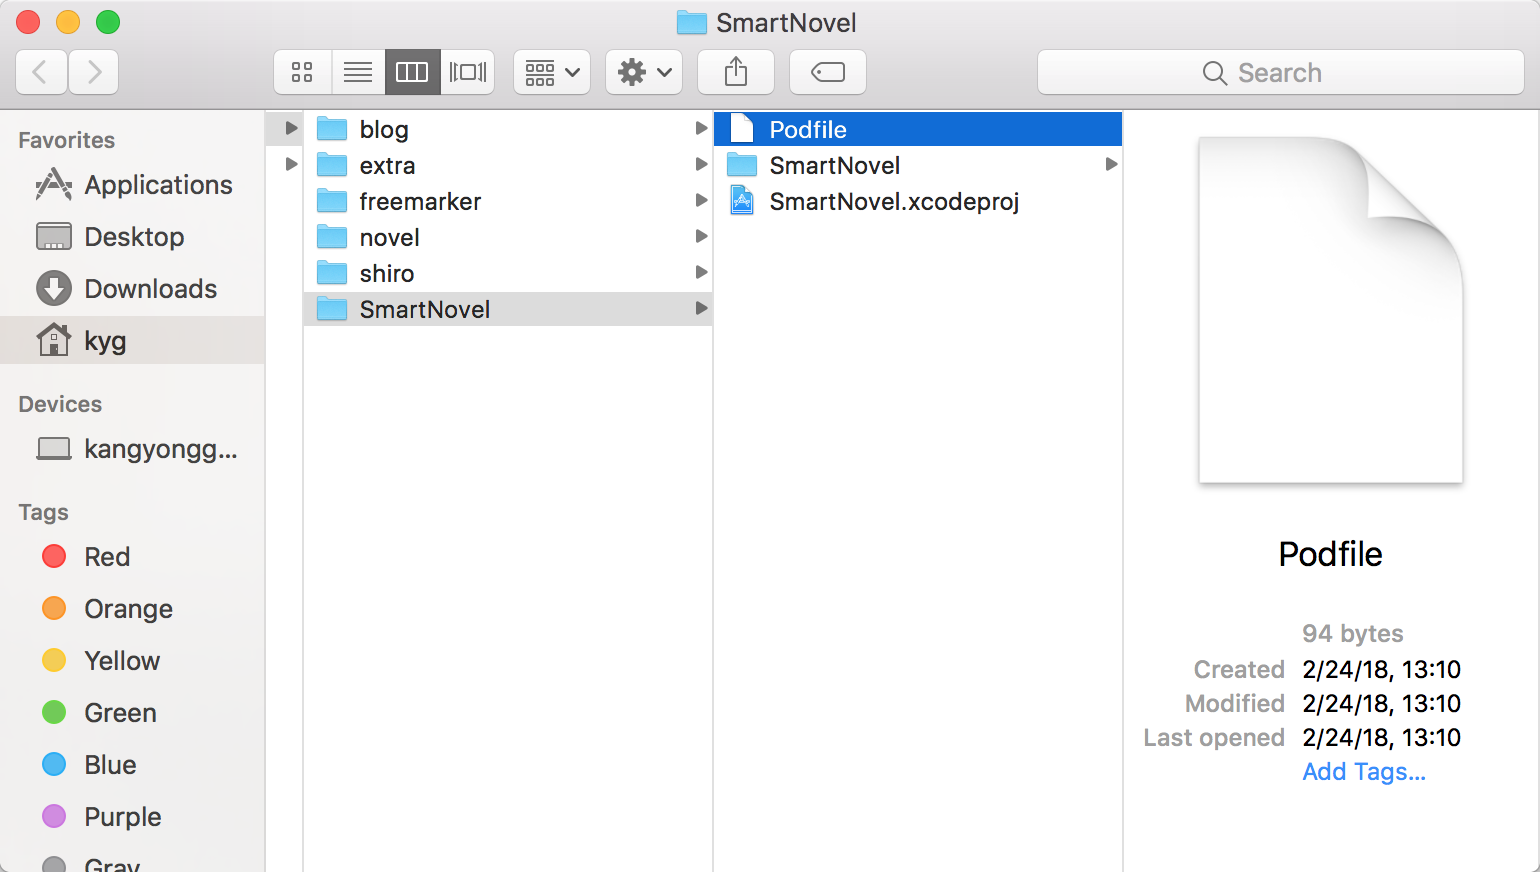 SmartNovel
Search
Favorites
Applications
Desktop
Downloads
kyg
Devices
kangyongg...
Tags
Red
Orange
Yellow
Green
Blue
Purple
Gray
blog
extra
freemarker
novel
shiro
SmartNovel
Podfile
SmartNovel
SmartNovel.xcodeproj
Podfile
94 bytes
Created 2/24/18, 13:10
Modified 2/24/18, 13:10
Last opened 2/24/18, 13:10
Add Tags...